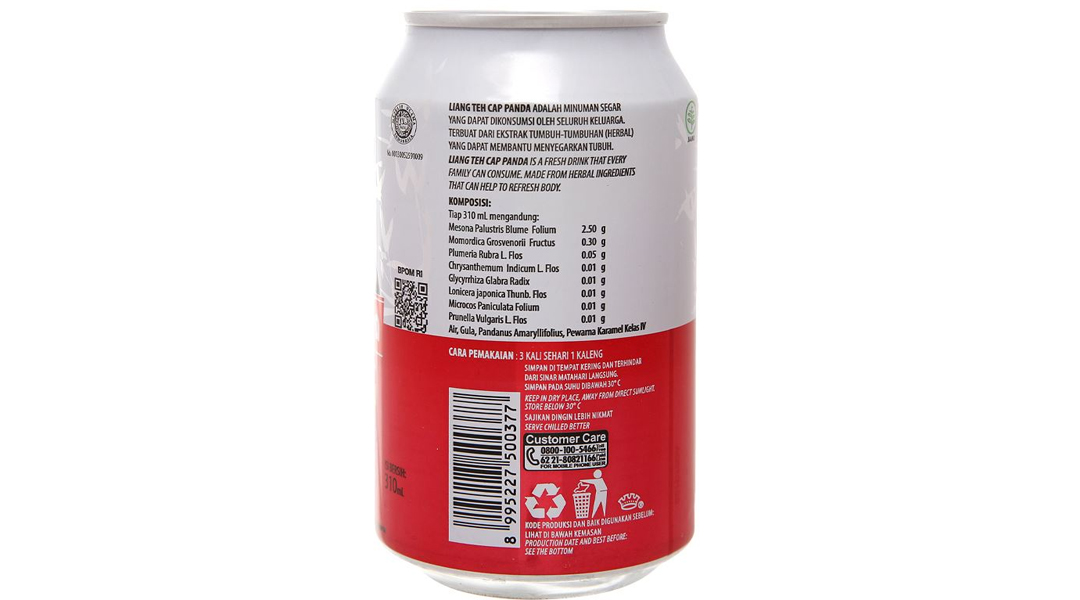 LIANG TEH CAP PANDA ADALAH MINUMAN SEGAR
YANG DAPAT DIKONSUMSI OLEH SELURUH KELUARGA.
TERBUAT DARI EKSTRAK TUMBUH-TUMBUHAN (HERBAL)
YANG DAPAT MEMBANTU MENYEGARKAN TUBUH.
LIANG TEH CAP PANDA IS A FRESH DRINK THAT EVERY
FAMILY CAN CONSUME. MADE FROM HERBAL INGREDIENTS
THAT CAN HELP TO REFRESH BODY.
KOMPOSISI:
Tiap 310 mL mengandung:
Mesona Palustris Blume Folium 2.50 g
Momordica Grosvenorii Fructus 0.30 g
Plumeria Rubra L. Flos 0.05 g
Chrysanthemum Indicum L. Flos 0.01 g
Glycyrrhiza Glabra Radix 0.01 g
Lonicera japonica Thunb. Flos 0.01 g
Microcos Paniculata Folium 0.01 g
Prunella Vulgaris L. Flos 0.01 g
Air, Gula, Pandanus Amaryllifolius, Pewarna Karamel Kelas IV
BPOM RI
CARA PEMAKAIAN : 3 KALI SEHARI 1 KALENG
SIMPAN DI TEMPAT KERING DAN TERHINDAR
DARI SINAR MATAHARI LANGSUNG.
SIMPAN PADA SUHU DIBAWAH 30° C
KEEP IN DRY PLACE, AWAY FROM DIRECT SUNLIGHT.
STORE BELOW 30° C
SAJIKAN DINGIN LEBIH NIKMAT
SERVE CHILLED BETTER
Customer Care
0800-100-5466
62 21-80821166
FOR MOBILE PHONE USER
8 995227 500377
310mL
KODE PRODUKSI DAN BAIK DIGUNAKAN SEBELUM:
LIHAT DI BAWAH KEMASAN
PRODUCTION DATE AND BEST BEFORE:
SEE THE BOTTOM